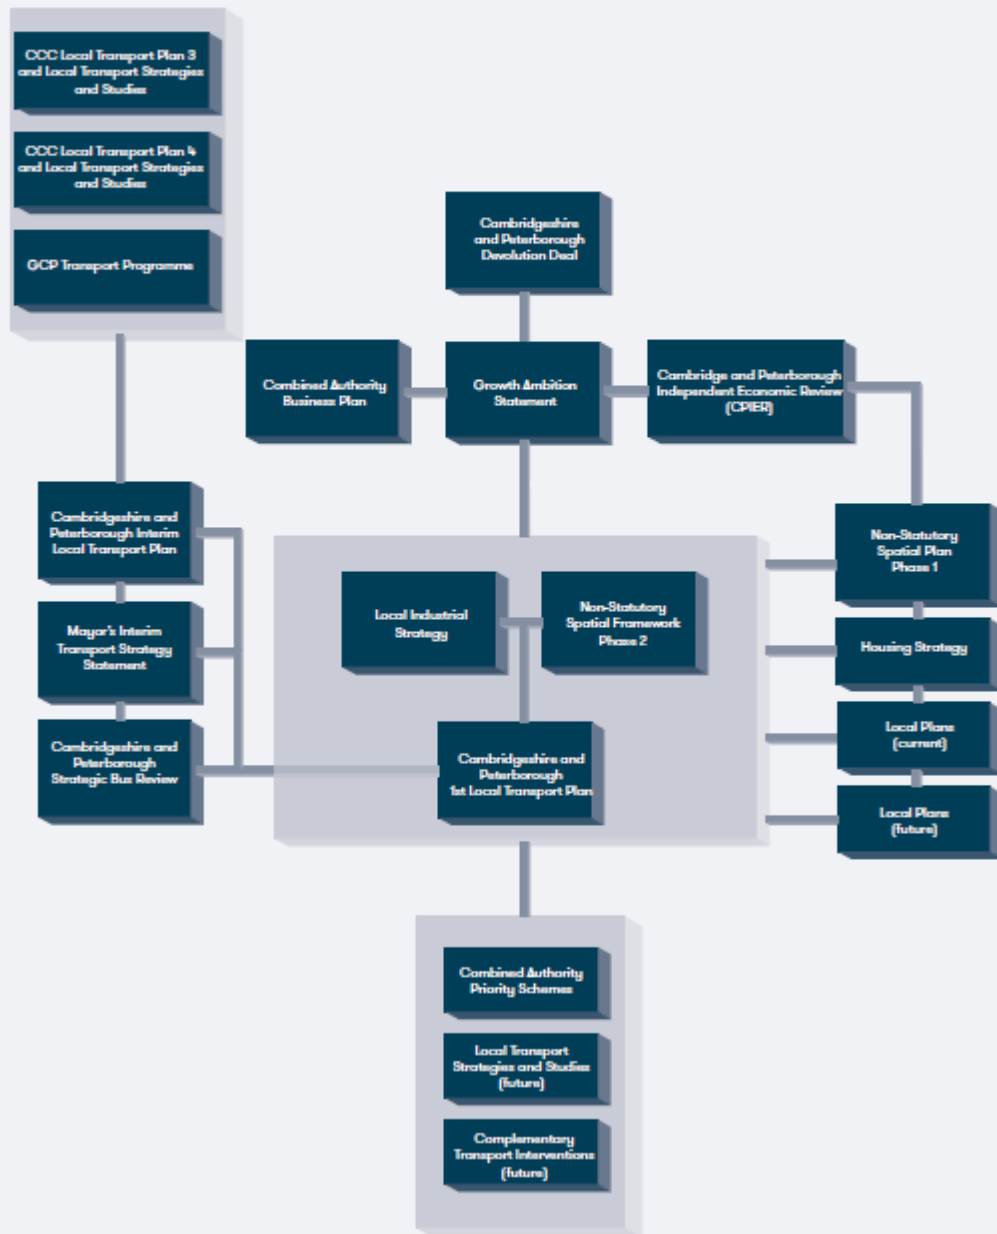 CCC Local Transport Plan 3
and Local Transport Strategies
and Studies
CCC Local Transport Plan 4
and Local Transport Strategies
and Studies
GCP Transport Programme
Cambridgeshire
and Peterborough
Devolution Deal
Combined Authority
Business Plan
Growth Ambition
Statement
Cambridge and Peterborough
Independent Economic Review
(CPIER)
Cambridgeshire and
Peterborough Interim
Local Transport Plan
Mayor's Interim
Transport Strategy
Statement
Cambridgeshire and
Peterborough
Strategic Bus Review
Local Industrial
Strategy
Non-Statutory
Spatial Framework
Phase 2
Cambridgeshire and
Peterborough
1st Local Transport Plan
Non-Statutory
Spatial Plan
Phase 1
Housing Strategy
Local Plans
(current)
Local Plans
(future)
Combined Authority
Priority Schemes
Local Transport
Strategies and Studies
(future)
Complementary
Transport Interventions
(future)